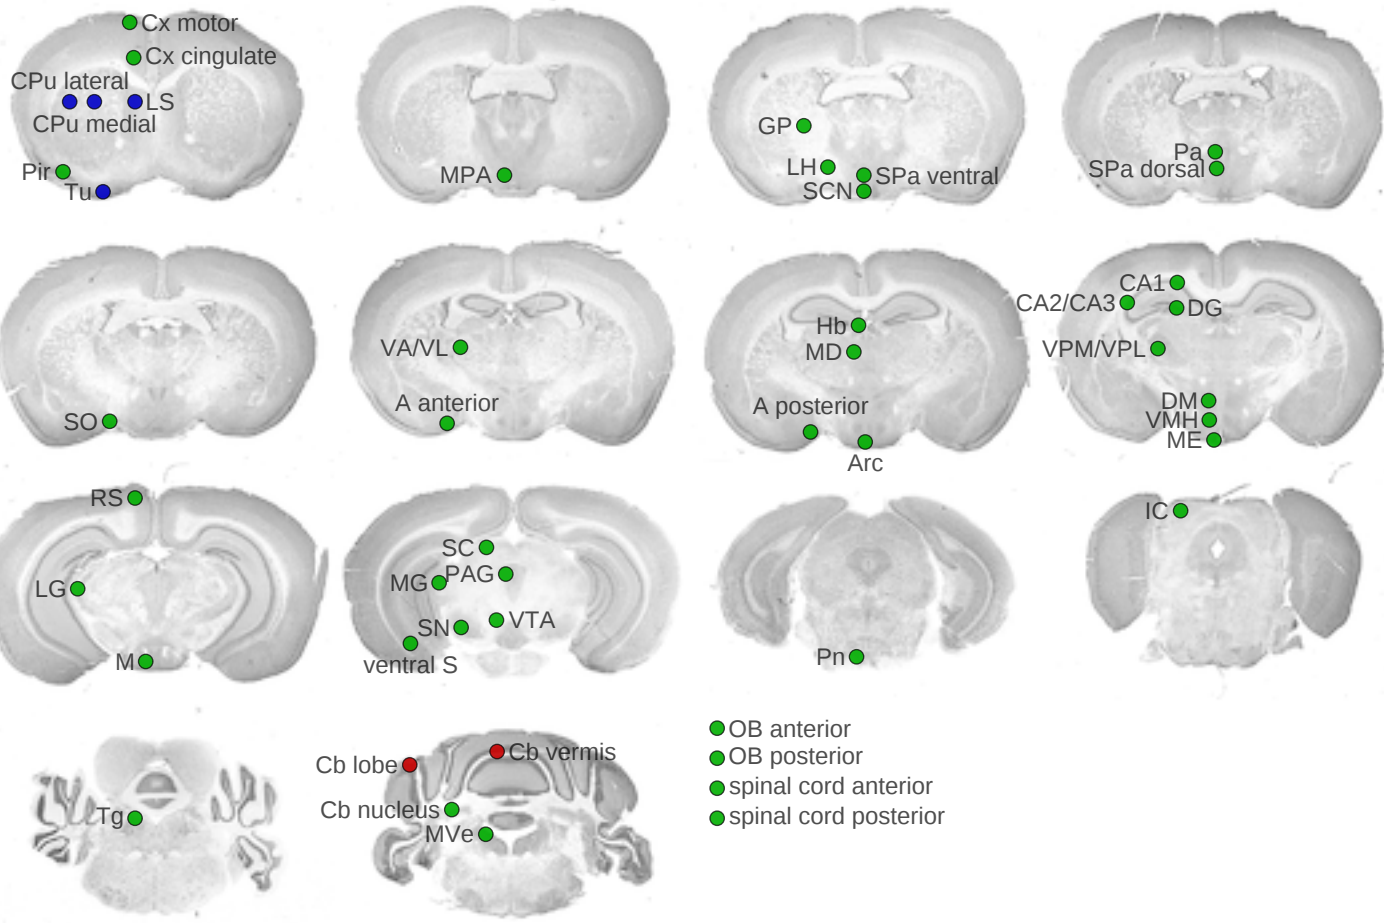 Cx motor
Cx cingulate
CPu lateral
LS
CPu medial
Pir
Tu
MPA
GP
LH
SPa ventral
SCN
Pa
SPa dorsal
SO
VA/VL
A anterior
Hb
MD
A posterior
Arc
CA1
CA2/CA3
DG
VPM/VPL
DM
VMH
ME
RS
LG
M
SC
MG
PAG
SN
VTA
ventral S
Pn
IC
Tg
Cb lobe
Cb vermis
Cb nucleus
MVe
OB anterior
OB posterior
spinal cord anterior
spinal cord posterior